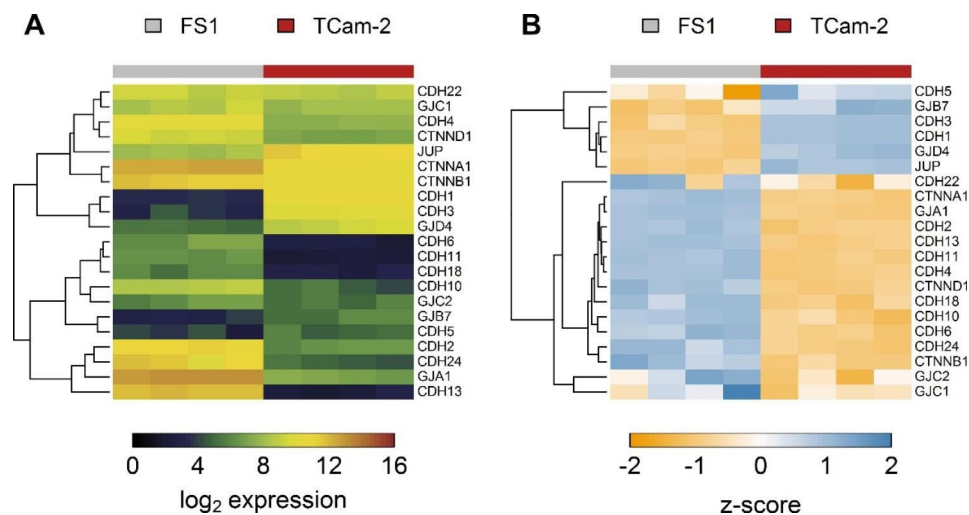 A
FS1
TCam-2
CDH22
GJC1
CDH4
CTNND1
JUP
CTNNA1
CTNNB1
CDH1
CDH3
GJD4
CDH6
CDH11
CDH18
CDH10
GJC2
GJB7
CDH5
CDH2
CDH24
GJA1
CDH13
0 4 8 12 16
log₂ expression
B
FS1
TCam-2
CDH5
GJB7
CDH3
CDH1
GJD4
JUP
CDH22
CTNNA1
GJA1
CDH2
CDH13
CDH11
CDH4
CTNND1
CDH18
CDH10
CDH6
CDH24
CTNNB1
GJC2
GJC1
-2 -1 0 1 2
z-score